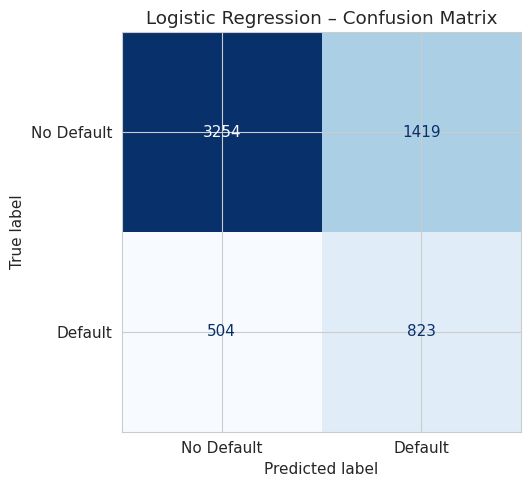 Logistic Regression – Confusion Matrix
True label
No Default
3254
1419
Default
504
823
No Default
Default
Predicted label